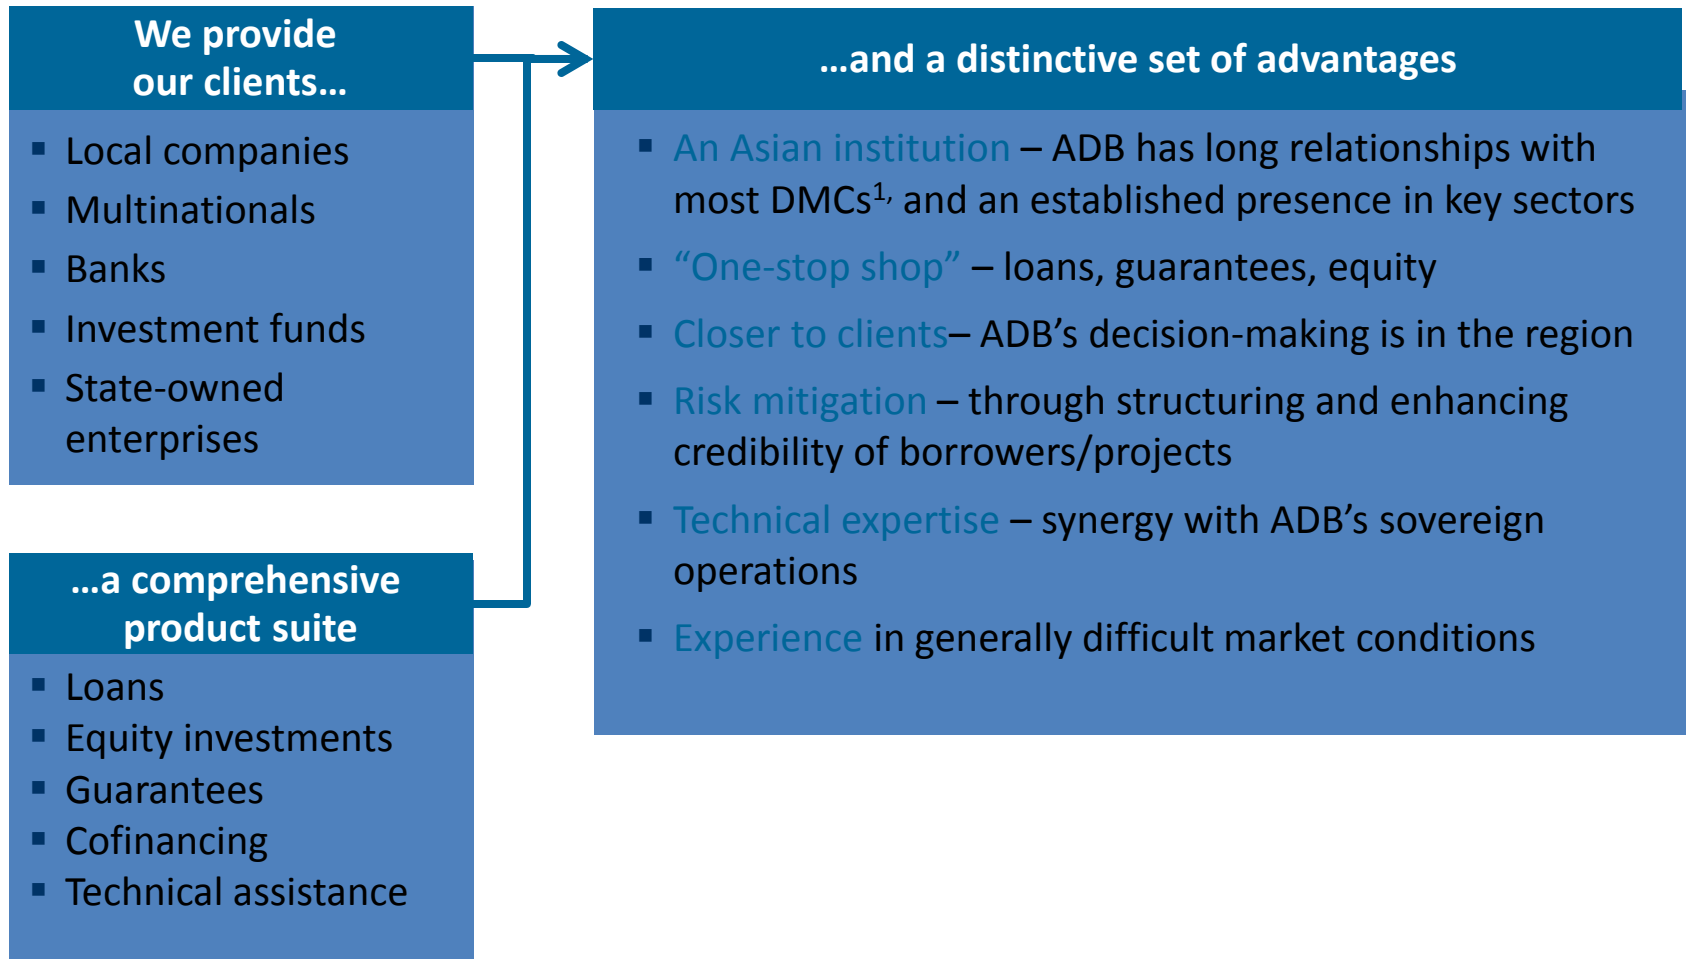 We provide
our clients…
▪ Local companies
▪ Multinationals
▪ Banks
▪ Investment funds
▪ State-owned
enterprises
…a comprehensive
product suite
▪ Loans
▪ Equity investments
▪ Guarantees
▪ Cofinancing
▪ Technical assistance
…and a distinctive set of advantages
▪ An Asian institution – ADB has long relationships with
most DMCs¹, and an established presence in key sectors
▪ “One-stop shop” – loans, guarantees, equity
▪ Closer to clients– ADB’s decision-making is in the region
▪ Risk mitigation – through structuring and enhancing
credibility of borrowers/projects
▪ Technical expertise – synergy with ADB’s sovereign
operations
▪ Experience in generally difficult market conditions